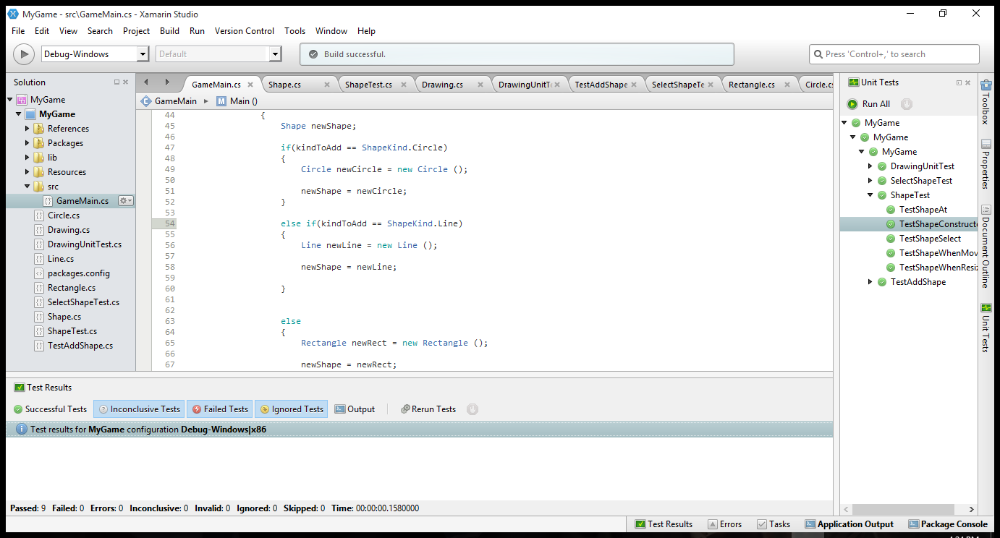 MyGame - src\GameMain.cs - Xamarin Studio
File Edit View Search Project Build Run Version Control Tools Window Help
Debug-Windows Default Build successful. Press 'Control+,' to search
Solution
MyGame
MyGame
References
Packages
lib
Resources
src
GameMain.cs
Circle.cs
Drawing.cs
DrawingUnitTest.cs
Line.cs
packages.config
Rectangle.cs
SelectShapeTest.cs
Shape.cs
ShapeTest.cs
TestAddShape.cs
GameMain.cs Shape.cs ShapeTest.cs Drawing.cs DrawingUnitT TestAddShape SelectShapeTe Rectangle.cs Circle.cs
GameMain Main ()
44 {
45 Shape newShape;
46
47 if(kindToAdd == ShapeKind.Circle)
48 {
49 Circle newCircle = new Circle ();
50
51 newShape = newCircle;
52 }
53
54 else if(kindToAdd == ShapeKind.Line)
55 {
56 Line newLine = new Line ();
57
58 newShape = newLine;
59
60 }
61
62
63 else
64 {
65 Rectangle newRect = new Rectangle ();
66
67 newShape = newRect;
Unit Tests
Run All
MyGame
MyGame
MyGame
DrawingUnitTest
SelectShapeTest
ShapeTest
TestShapeAt
TestShapeConstructo
TestShapeSelect
TestShapeWhenMov
TestShapeWhenResiz
TestAddShape
Toolbox
Properties
Document Outline
Unit Tests
Test Results
Successful Tests Inconclusive Tests Failed Tests Ignored Tests Output Rerun Tests
Test results for MyGame configuration Debug-Windows|x86
Passed: 9 Failed: 0 Errors: 0 Inconclusive: 0 Invalid: 0 Ignored: 0 Skipped: 0 Time: 00:00:00.1580000
Test Results Errors Tasks Application Output Package Console